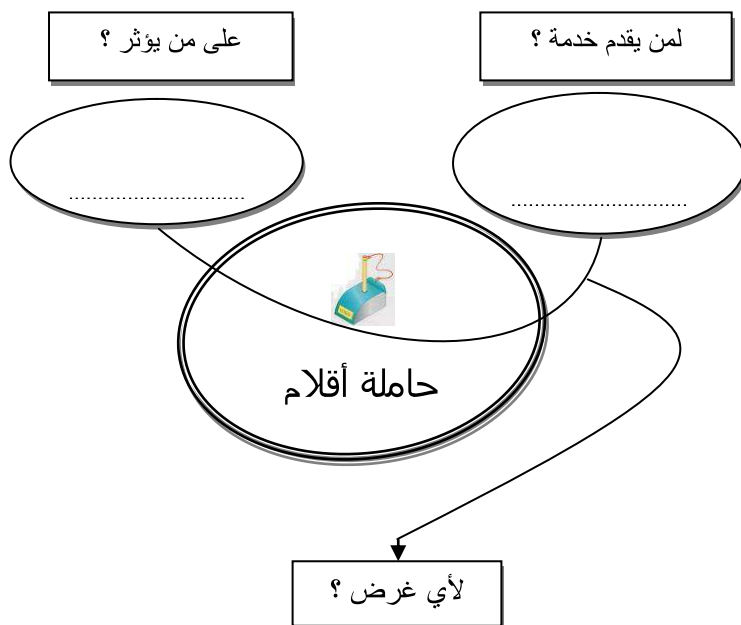 لمن يقدم خدمة ؟
على من يؤثر ؟
............................
............................
حاملة أقلام
لأي غرض ؟